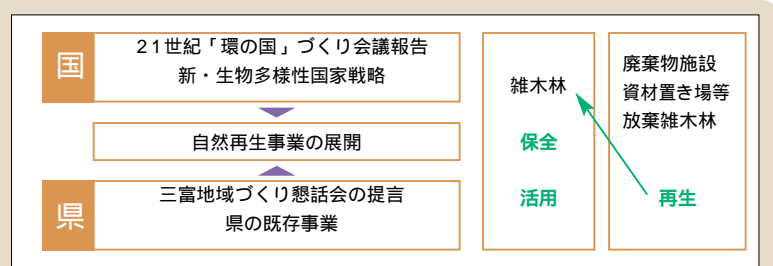 国
21世紀「環の国」づくり会議報告
新・生物多様性国家戦略
自然再生事業の展開
県
三富地域づくり懇話会の提言
県の既存事業
雑木林
保全
活用
廃棄物施設
資材置き場等
放棄雑木林
再生